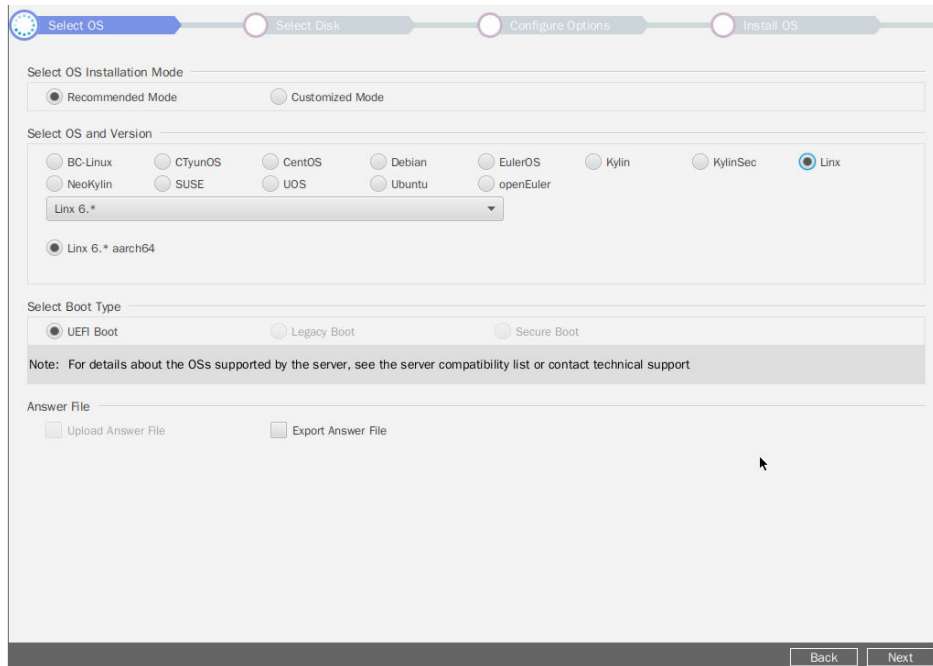 Select OS Select Disk Configure Options Install OS
Select OS Installation Mode
Recommended Mode Customized Mode
Select OS and Version
BC-Linux CTyunOS CentOS Debian EulerOS Kylin KylinSec Linx
NeoKylin SUSE UOS Ubuntu openEuler
Linx 6.*
Linx 6.* aarch64
Select Boot Type
UEFI Boot Legacy Boot Secure Boot
Note: For details about the OSs supported by the server, see the server compatibility list or contact technical support
Answer File
Upload Answer File Export Answer File
Back Next